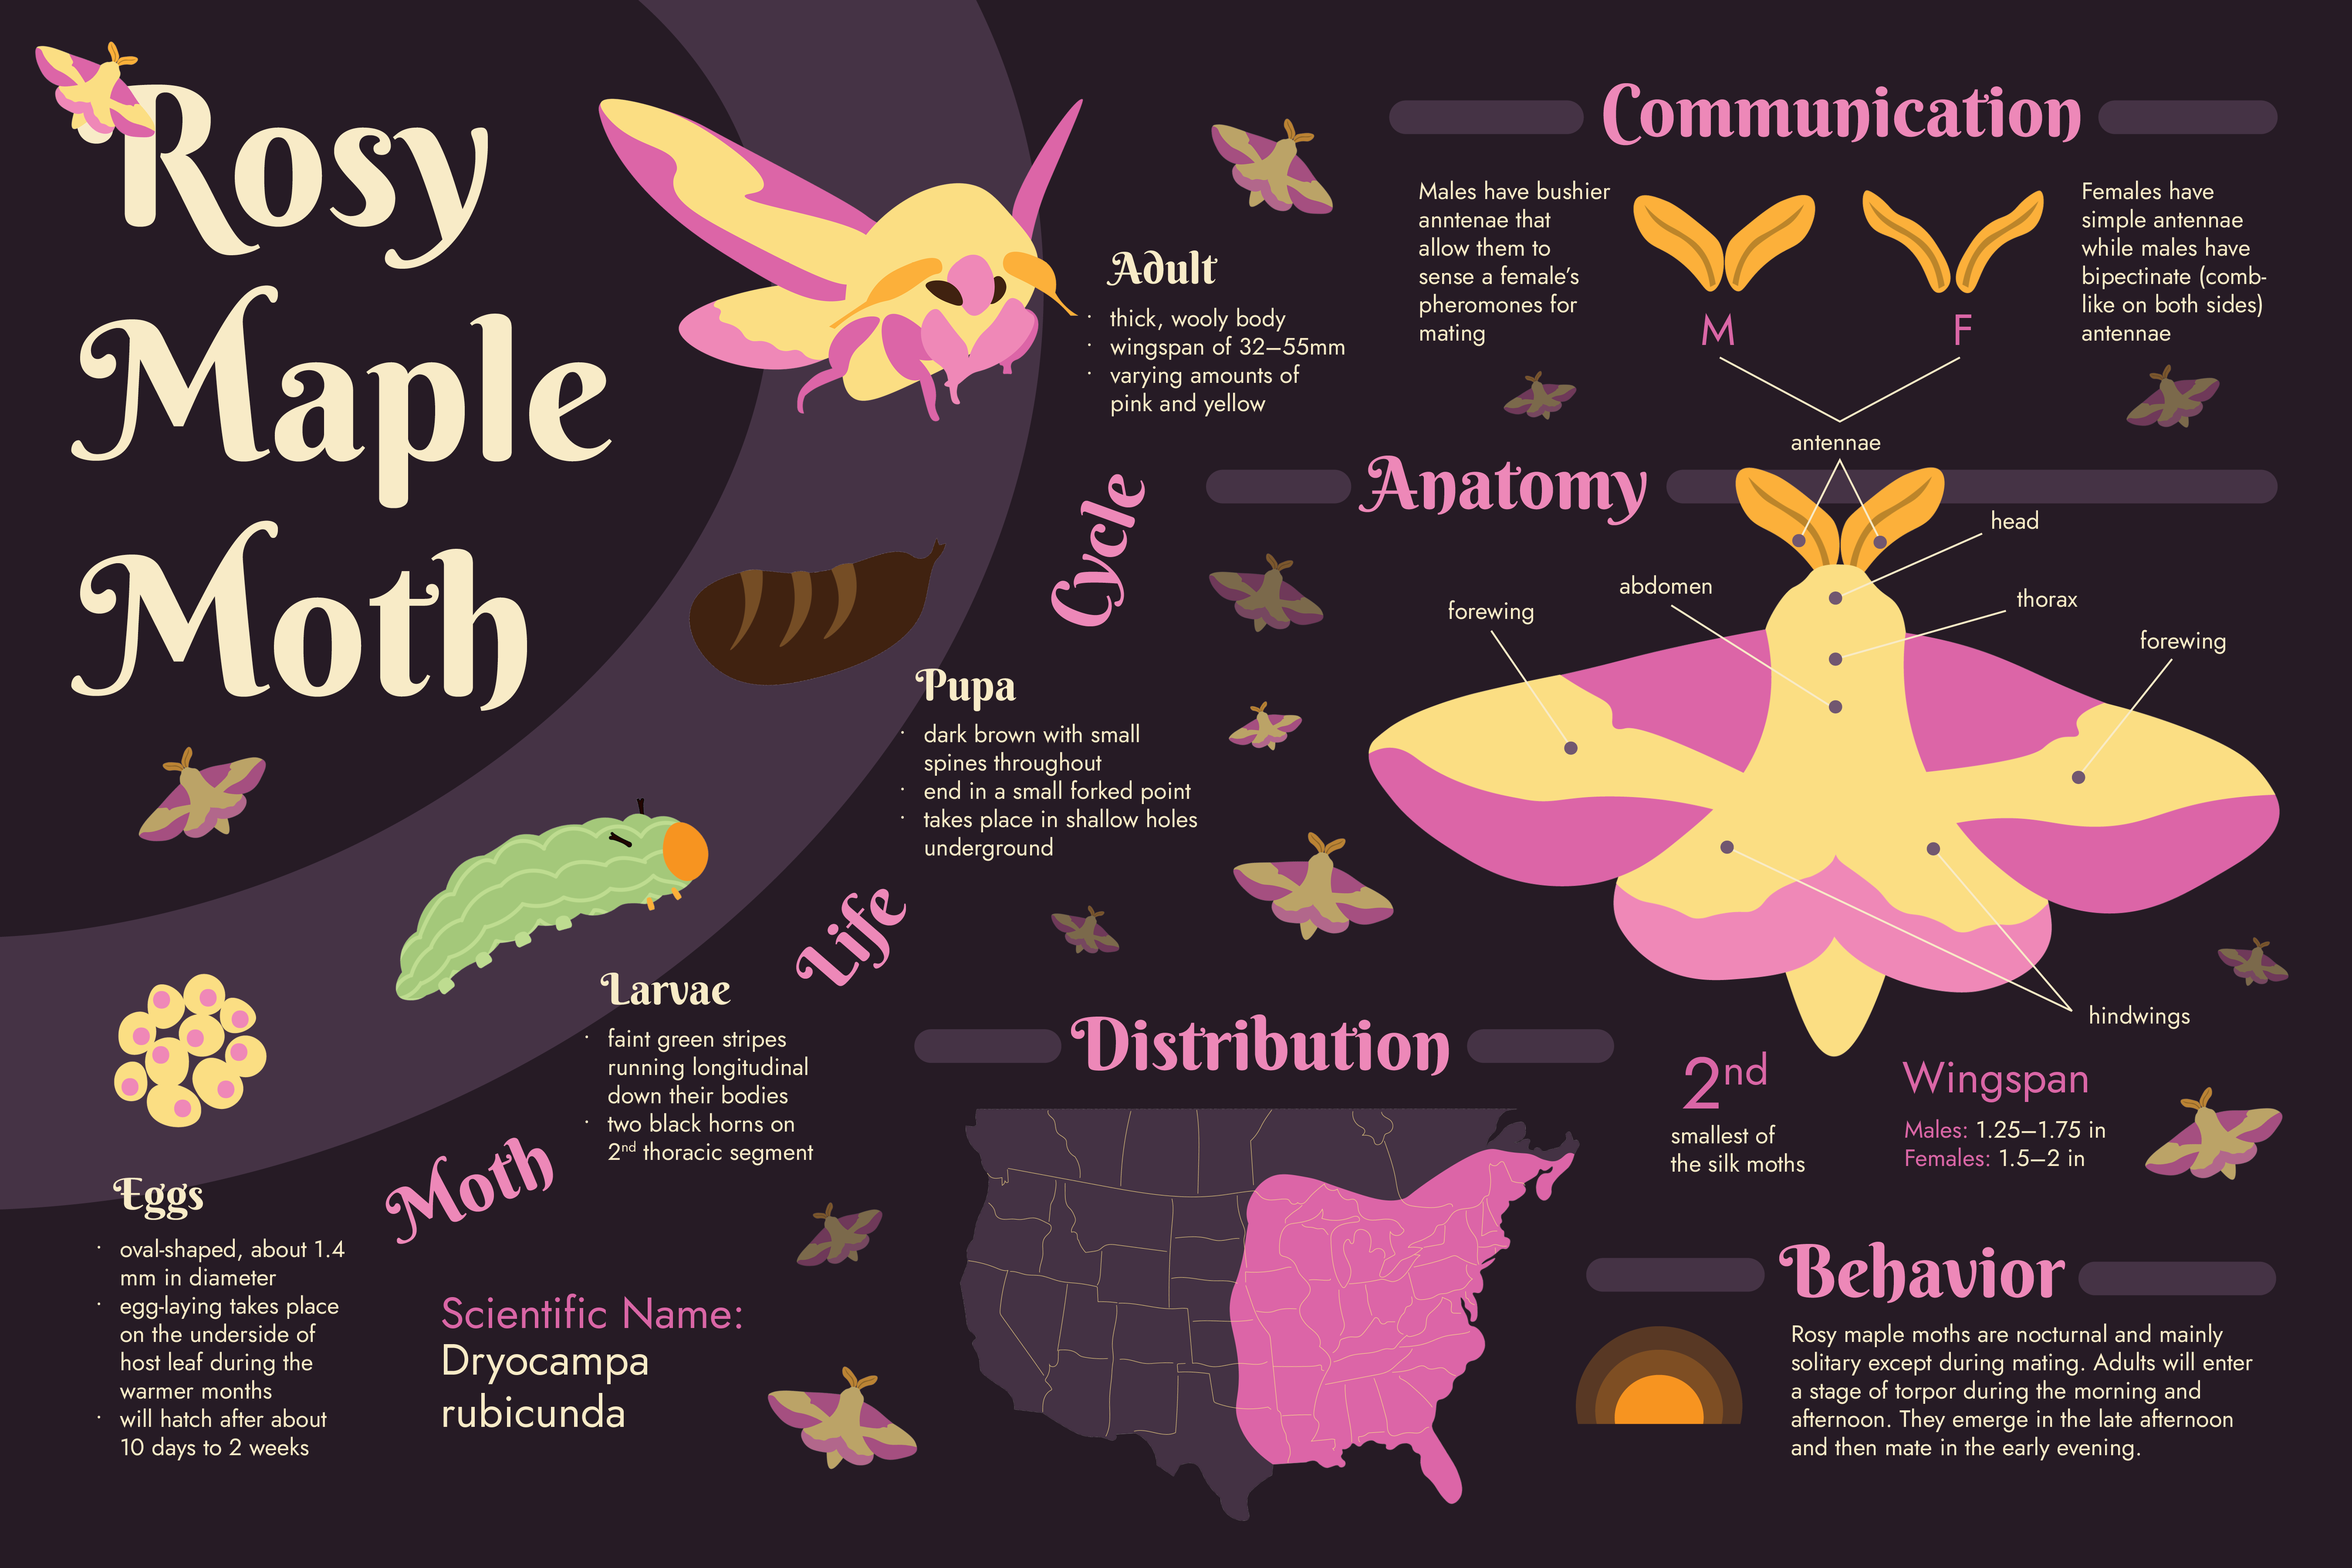 Rosy
Maple
Moth
Adult
· thick, wooly body
· wingspan of 32–55mm
· varying amounts of
pink and yellow
Pupa
· dark brown with small
spines throughout
· end in a small forked point
· takes place in shallow holes
underground
Larvae
· faint green stripes
running longitudinal
down their bodies
· two black horns on
2nd thoracic segment
Eggs
· oval-shaped, about 1.4
mm in diameter
· egg-laying takes place
on the underside of
host leaf during the
warmer months
· will hatch after about
10 days to 2 weeks
Moth
Life
Cycle
Scientific Name:
Dryocampa
rubicunda
Communication
Males have bushier
anntenae that
allow them to
sense a female’s
pheromones for
mating
M
F
Females have
simple antennae
while males have
bipectinate (comb-
like on both sides)
antennae
Anatomy
antennae
head
abdomen
thorax
forewing
forewing
hindwings
Distribution
2nd
smallest of
the silk moths
Wingspan
Males: 1.25–1.75 in
Females: 1.5–2 in
Behavior
Rosy maple moths are nocturnal and mainly
solitary except during mating. Adults will enter
a stage of torpor during the morning and
afternoon. They emerge in the late afternoon
and then mate in the early evening.